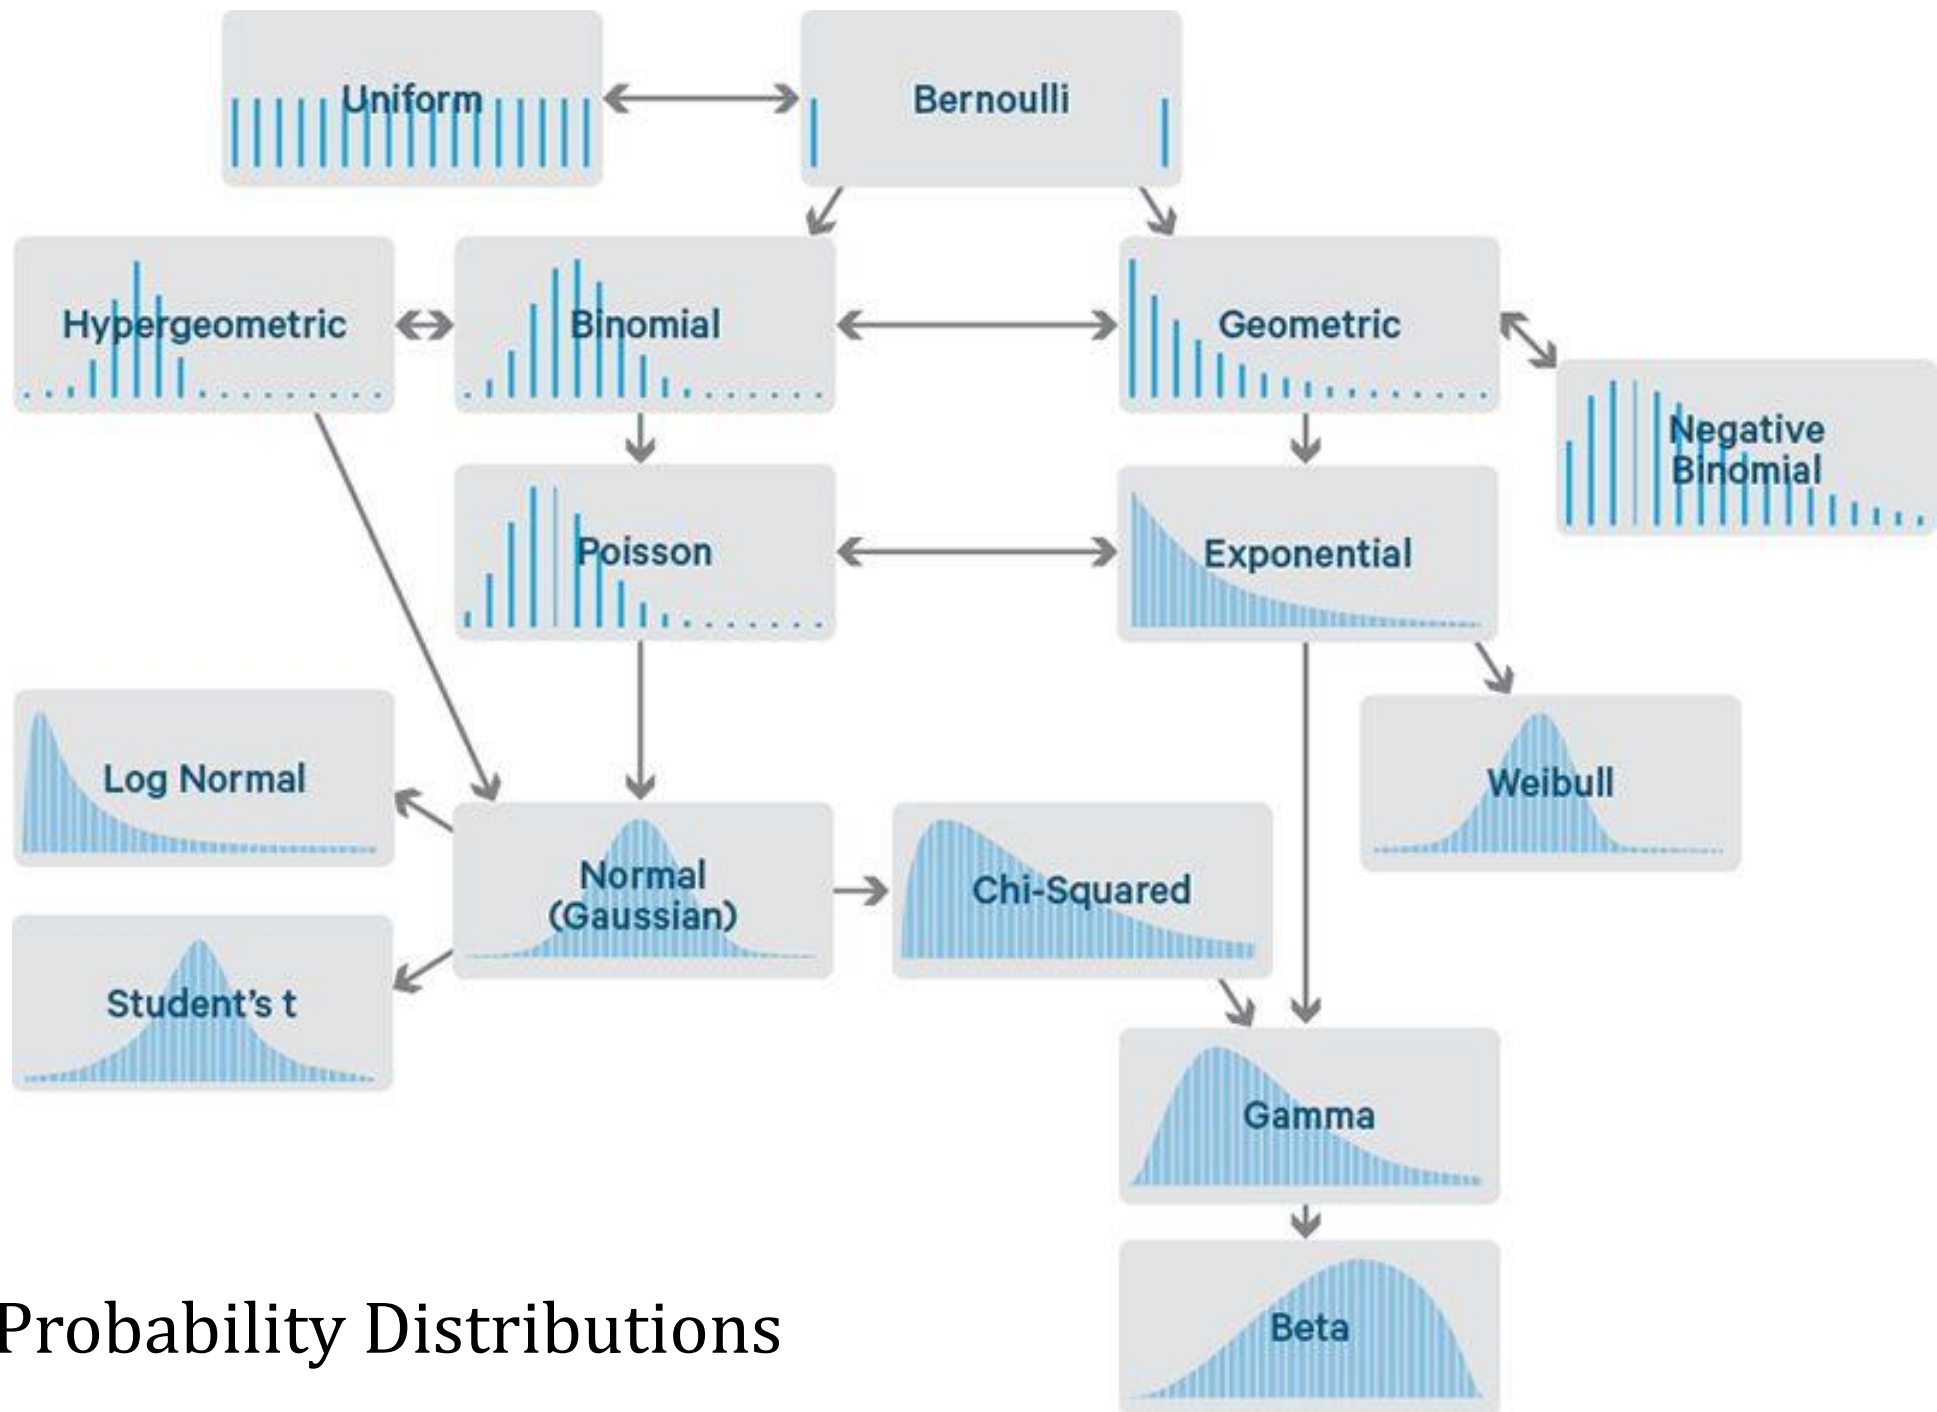 Uniform
Bernoulli
Hypergeometric
Binomial
Geometric
Negative
Binomial
Poisson
Exponential
Log Normal
Weibull
Normal
(Gaussian)
Chi-Squared
Student's t
Gamma
Beta
Probability Distributions